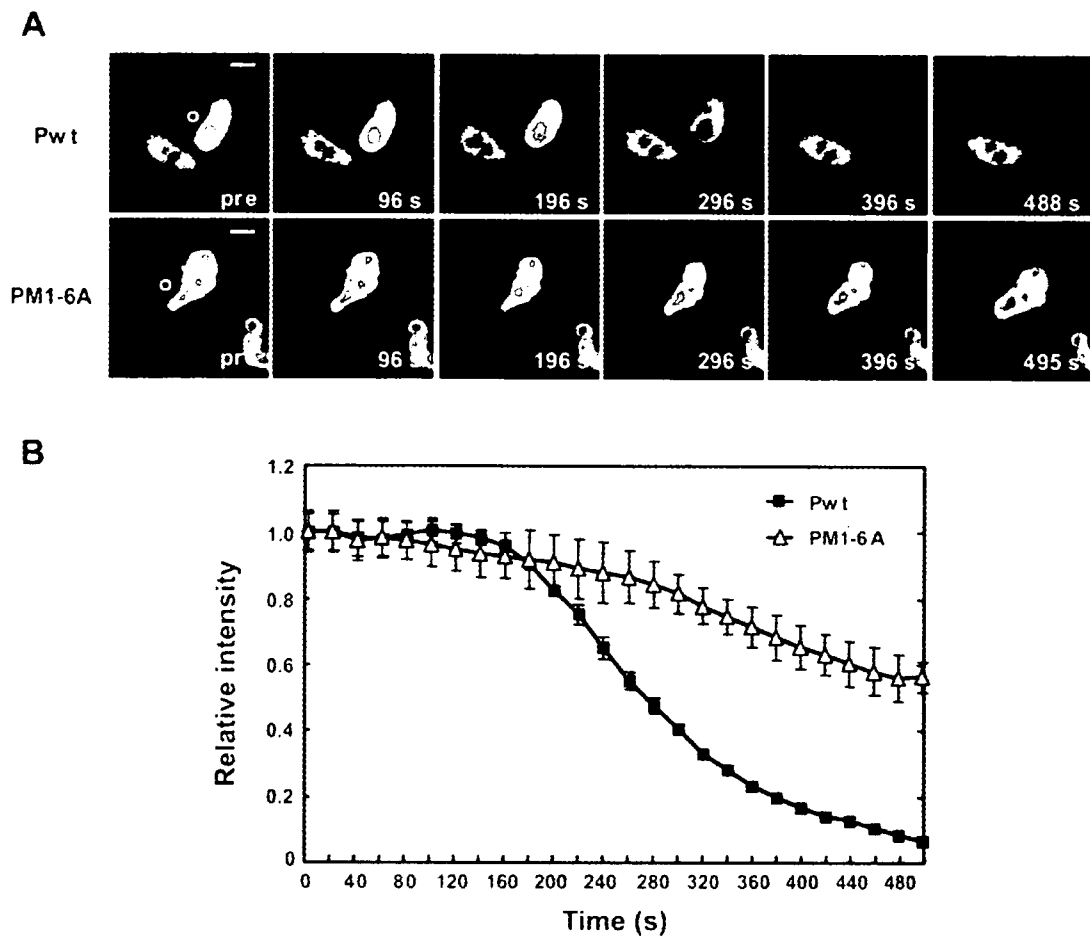 A
Pwt
pre
96 s
196 s
296 s
396 s
488 s
PM1-6A
pr
96 s
196 s
296 s
396 s
495 s
B
Relative intensity
1.2
1.0
0.8
0.6
0.4
0.2
0
Pwt
PM1-6A
0 40 80 120 160 200 240 280 320 360 400 440 480
Time (s)